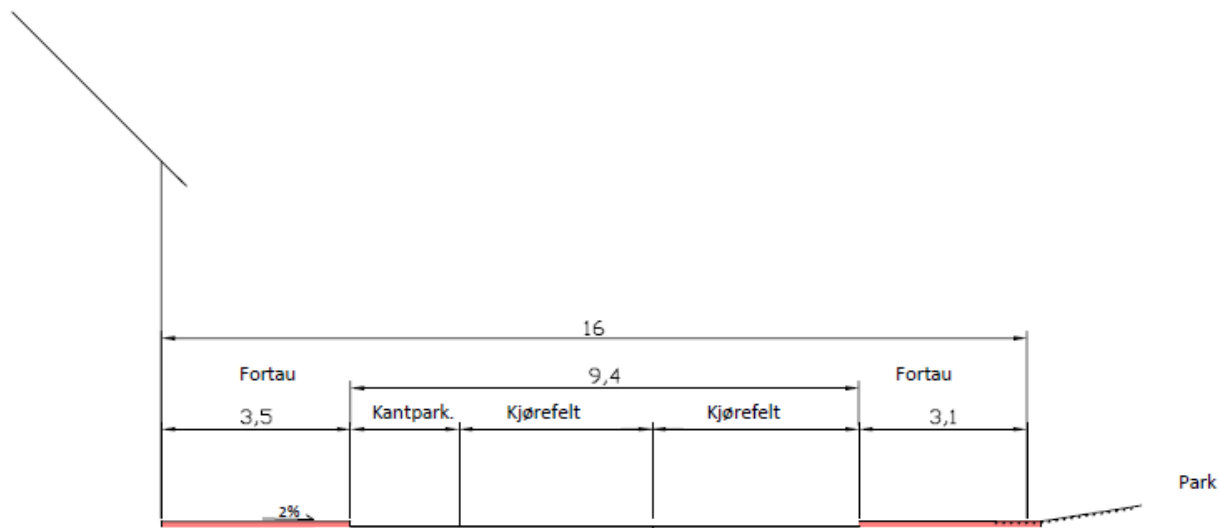 16
Fortau
9,4
Fortau
3,5
Kantpark.
Kjørefelt
Kjørefelt
3,1
Park
2%